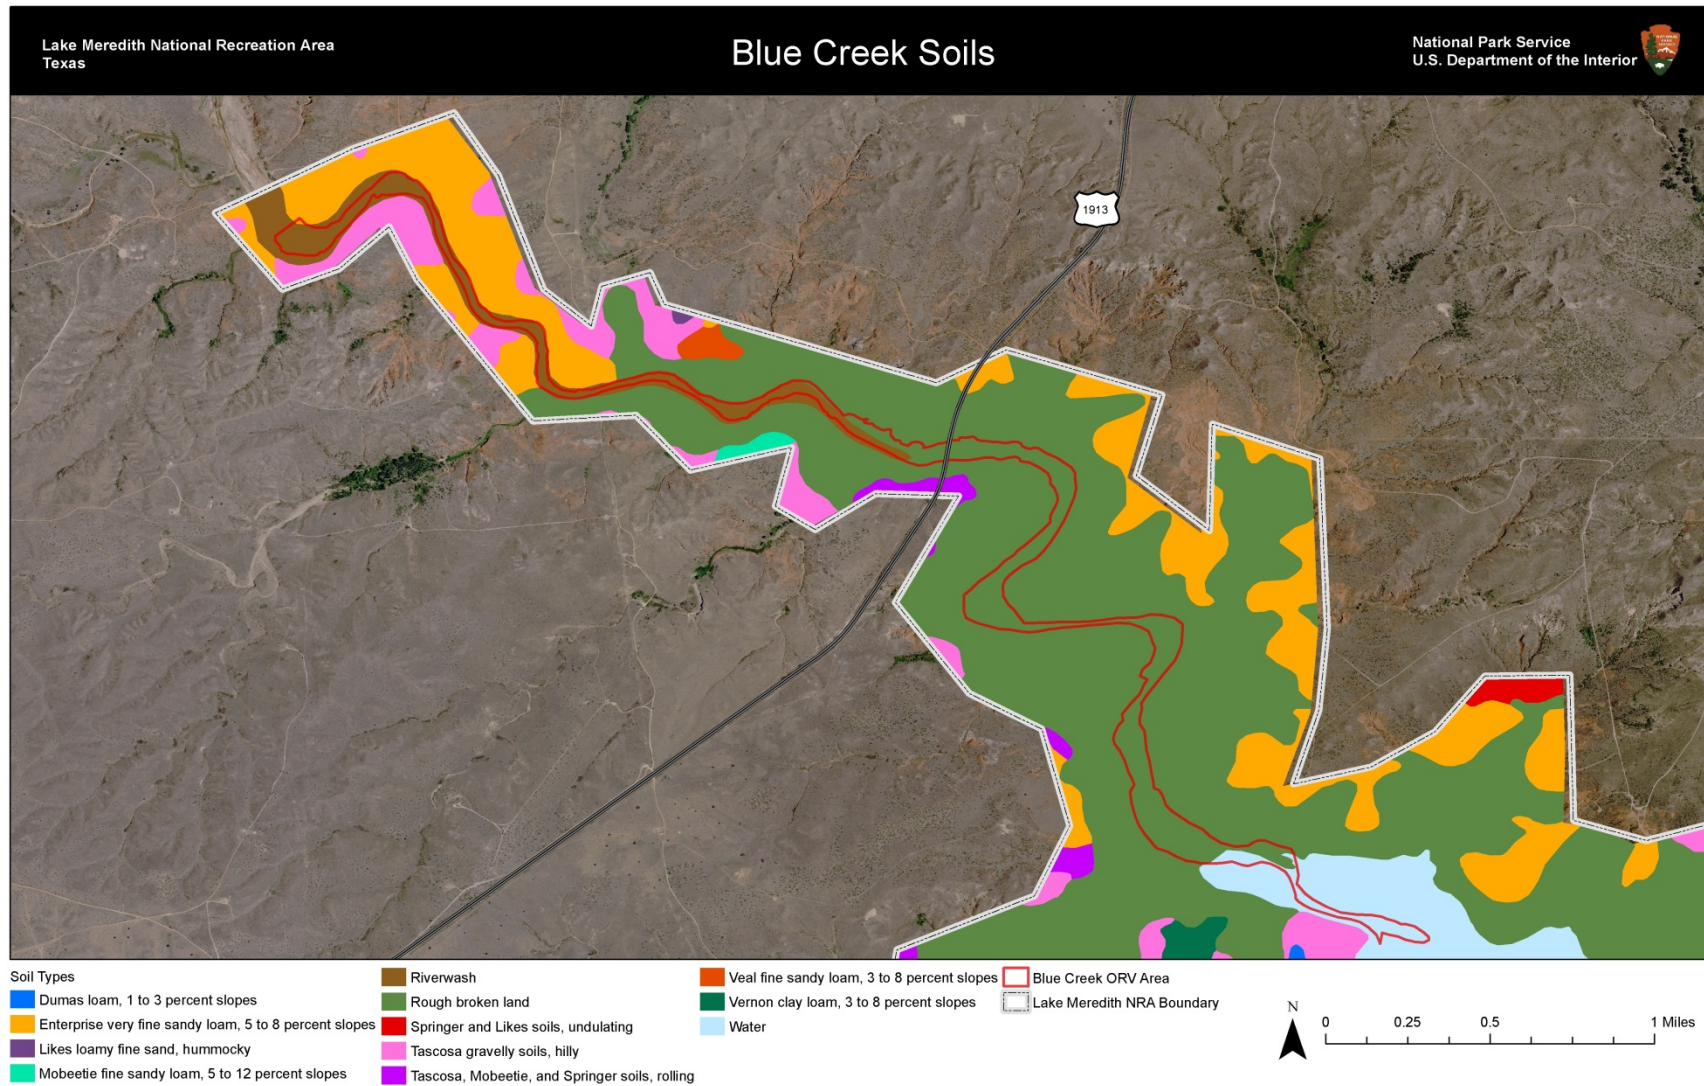 Lake Meredith National Recreation Area
Texas
Blue Creek Soils
National Park Service
U.S. Department of the Interior
NATIONAL
PARK
SERVICE
1913
Soil Types
Dumas loam, 1 to 3 percent slopes
Enterprise very fine sandy loam, 5 to 8 percent slopes
Likes loamy fine sand, hummocky
Mobeetie fine sandy loam, 5 to 12 percent slopes
Riverwash
Rough broken land
Springer and Likes soils, undulating
Tascosa gravelly soils, hilly
Tascosa, Mobeetie, and Springer soils, rolling
Veal fine sandy loam, 3 to 8 percent slopes
Vernon clay loam, 3 to 8 percent slopes
Water
Blue Creek ORV Area
Lake Meredith NRA Boundary
N
0 0.25 0.5 1 Miles